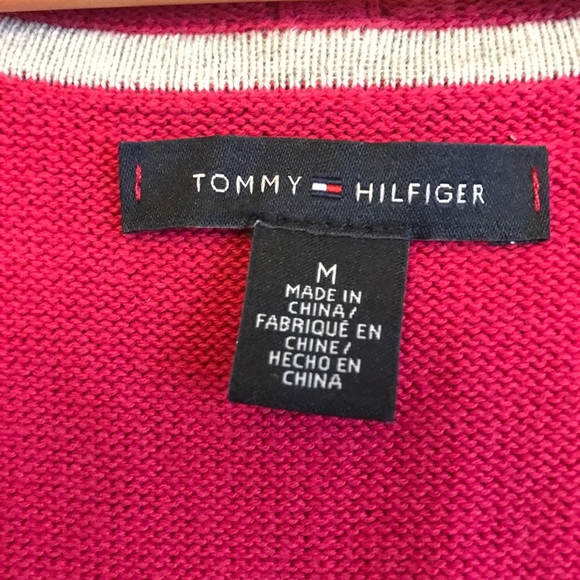 TOMMY HILFIGER
M
MADE IN
CHINA/
FABRIQUÉ EN
CHINE/
HECHO EN
CHINA